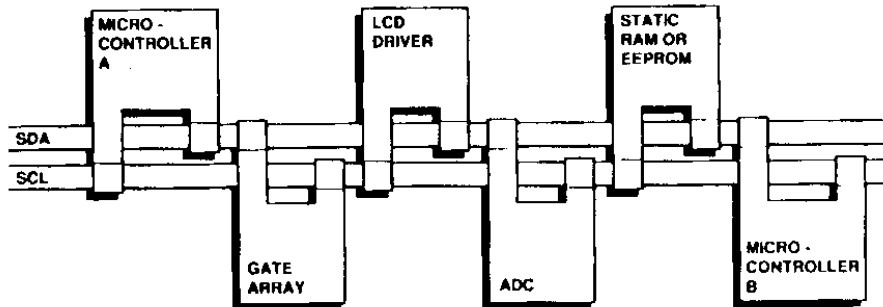 MICRO -
CONTROLLER
A
LCD
DRIVER
STATIC
RAM OR
EEPROM
SDA
SCL
GATE
ARRAY
ADC
MICRO -
CONTROLLER
B